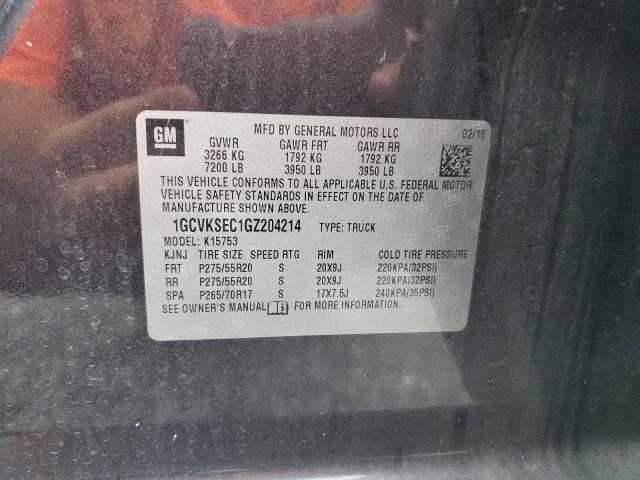 GM
MFD BY GENERAL MOTORS LLC 02/16
GVWR GAWR FRT GAWR RR
3266 KG 1792 KG 1792 KG
7200 LB 3950 LB 3950 LB
THIS VEHICLE CONFORMS TO ALL APPLICABLE U.S. FEDERAL MOTOR
VEHICLE SAFETY STANDARDS IN EFFECT ON THE DATE OF
MANUFACTURE SHOWN ABOVE.
1GCVKSEC1GZ204214 TYPE: TRUCK
MODEL: K15753
KJNJ TIRE SIZE SPEED RTG RIM COLD TIRE PRESSURE
FRT P275/55R20 S 20X9J 220KPA(32PSI)
RR P275/55R20 S 20X9J 220KPA(32PSI)
SPA P265/70R17 S 17X7.5J 240KPA(35PSI)
SEE OWNER'S MANUAL i FOR MORE INFORMATION.